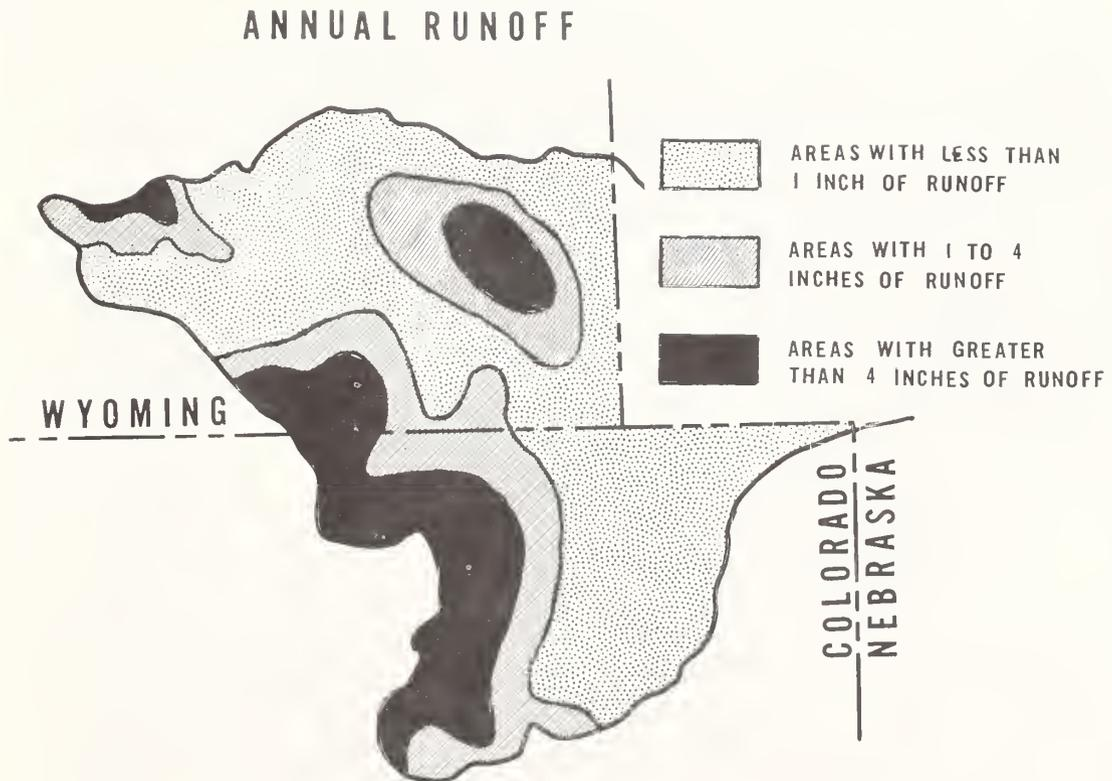 ANNUAL RUNOFF
AREAS WITH LESS THAN
1 INCH OF RUNOFF
AREAS WITH 1 TO 4
INCHES OF RUNOFF
AREAS WITH GREATER
THAN 4 INCHES OF RUNOFF
WYOMING
COLORADO
NEBRASKA